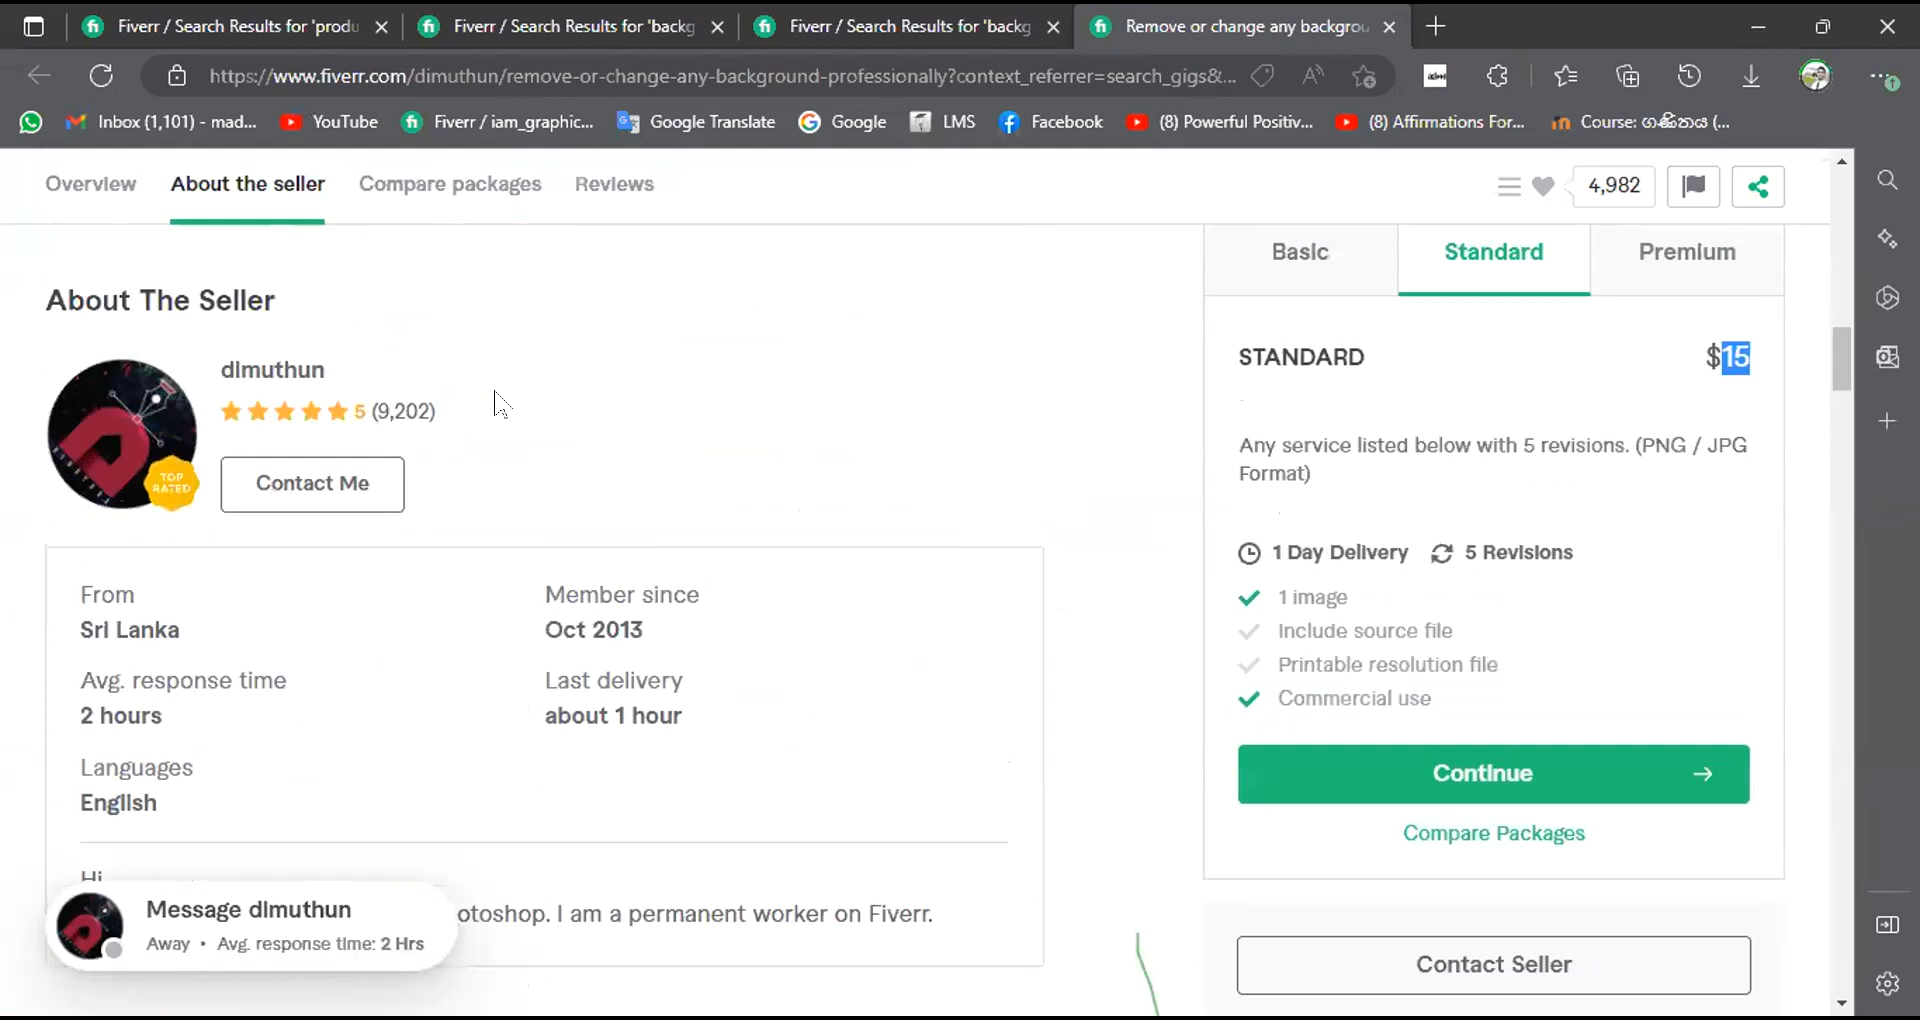 Fiverr / Search Results for 'produ
Fiverr / Search Results for 'backg
Fiverr / Search Results for 'backg
Remove or change any backgrou
https://www.fiverr.com/dimuthun/remove-or-change-any-background-professionally?context_referrer=search_gigs&...
Inbox (1,101) - mad...
YouTube
Fiverr / iam_graphic...
Google Translate
Google
LMS
Facebook
(8) Powerful Positiv...
(8) Affirmations For...
Course: ගණිතය (...
Overview
About the seller
Compare packages
Reviews
4,982
Basic
Standard
Premium
About The Seller
dimuthun
5 (9,202)
TOP
RATED
Contact Me
From
Sri Lanka
Member since
Oct 2013
Avg. response time
2 hours
Last delivery
about 1 hour
Languages
English
Hi
otoshop. I am a permanent worker on Fiverr.
Message dimuthun
Away • Avg. response time: 2 Hrs
STANDARD
$15
Any service listed below with 5 revisions. (PNG / JPG
Format)
1 Day Delivery
5 Revisions
1 image
Include source file
Printable resolution file
Commercial use
Continue
Compare Packages
Contact Seller